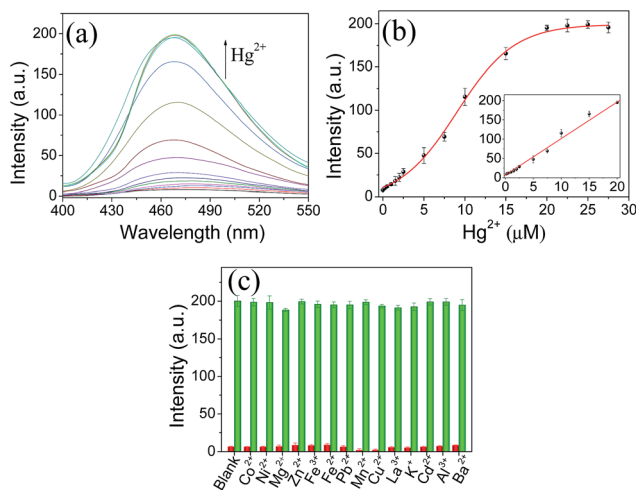 (a)
Hg2+
Intensity (a.u.)
200
150
100
50
0
400 430 460 490 520 550
Wavelength (nm)
(b)
Intensity (a.u.)
200
150
100
50
0
0 5 10 15 20 25 30
Hg2+ (μM)
200
150
100
50
0
0 5 10 15 20
(c)
Intensity (a.u.)
200
150
100
50
0
Blank
Co2+
Ni2+
Mg2+
Zn2+
Fe3+
Fe2+
Pb2+
Mn2+
Cu2+
La3+
K+
Cd2+
Al3+
Ba2+